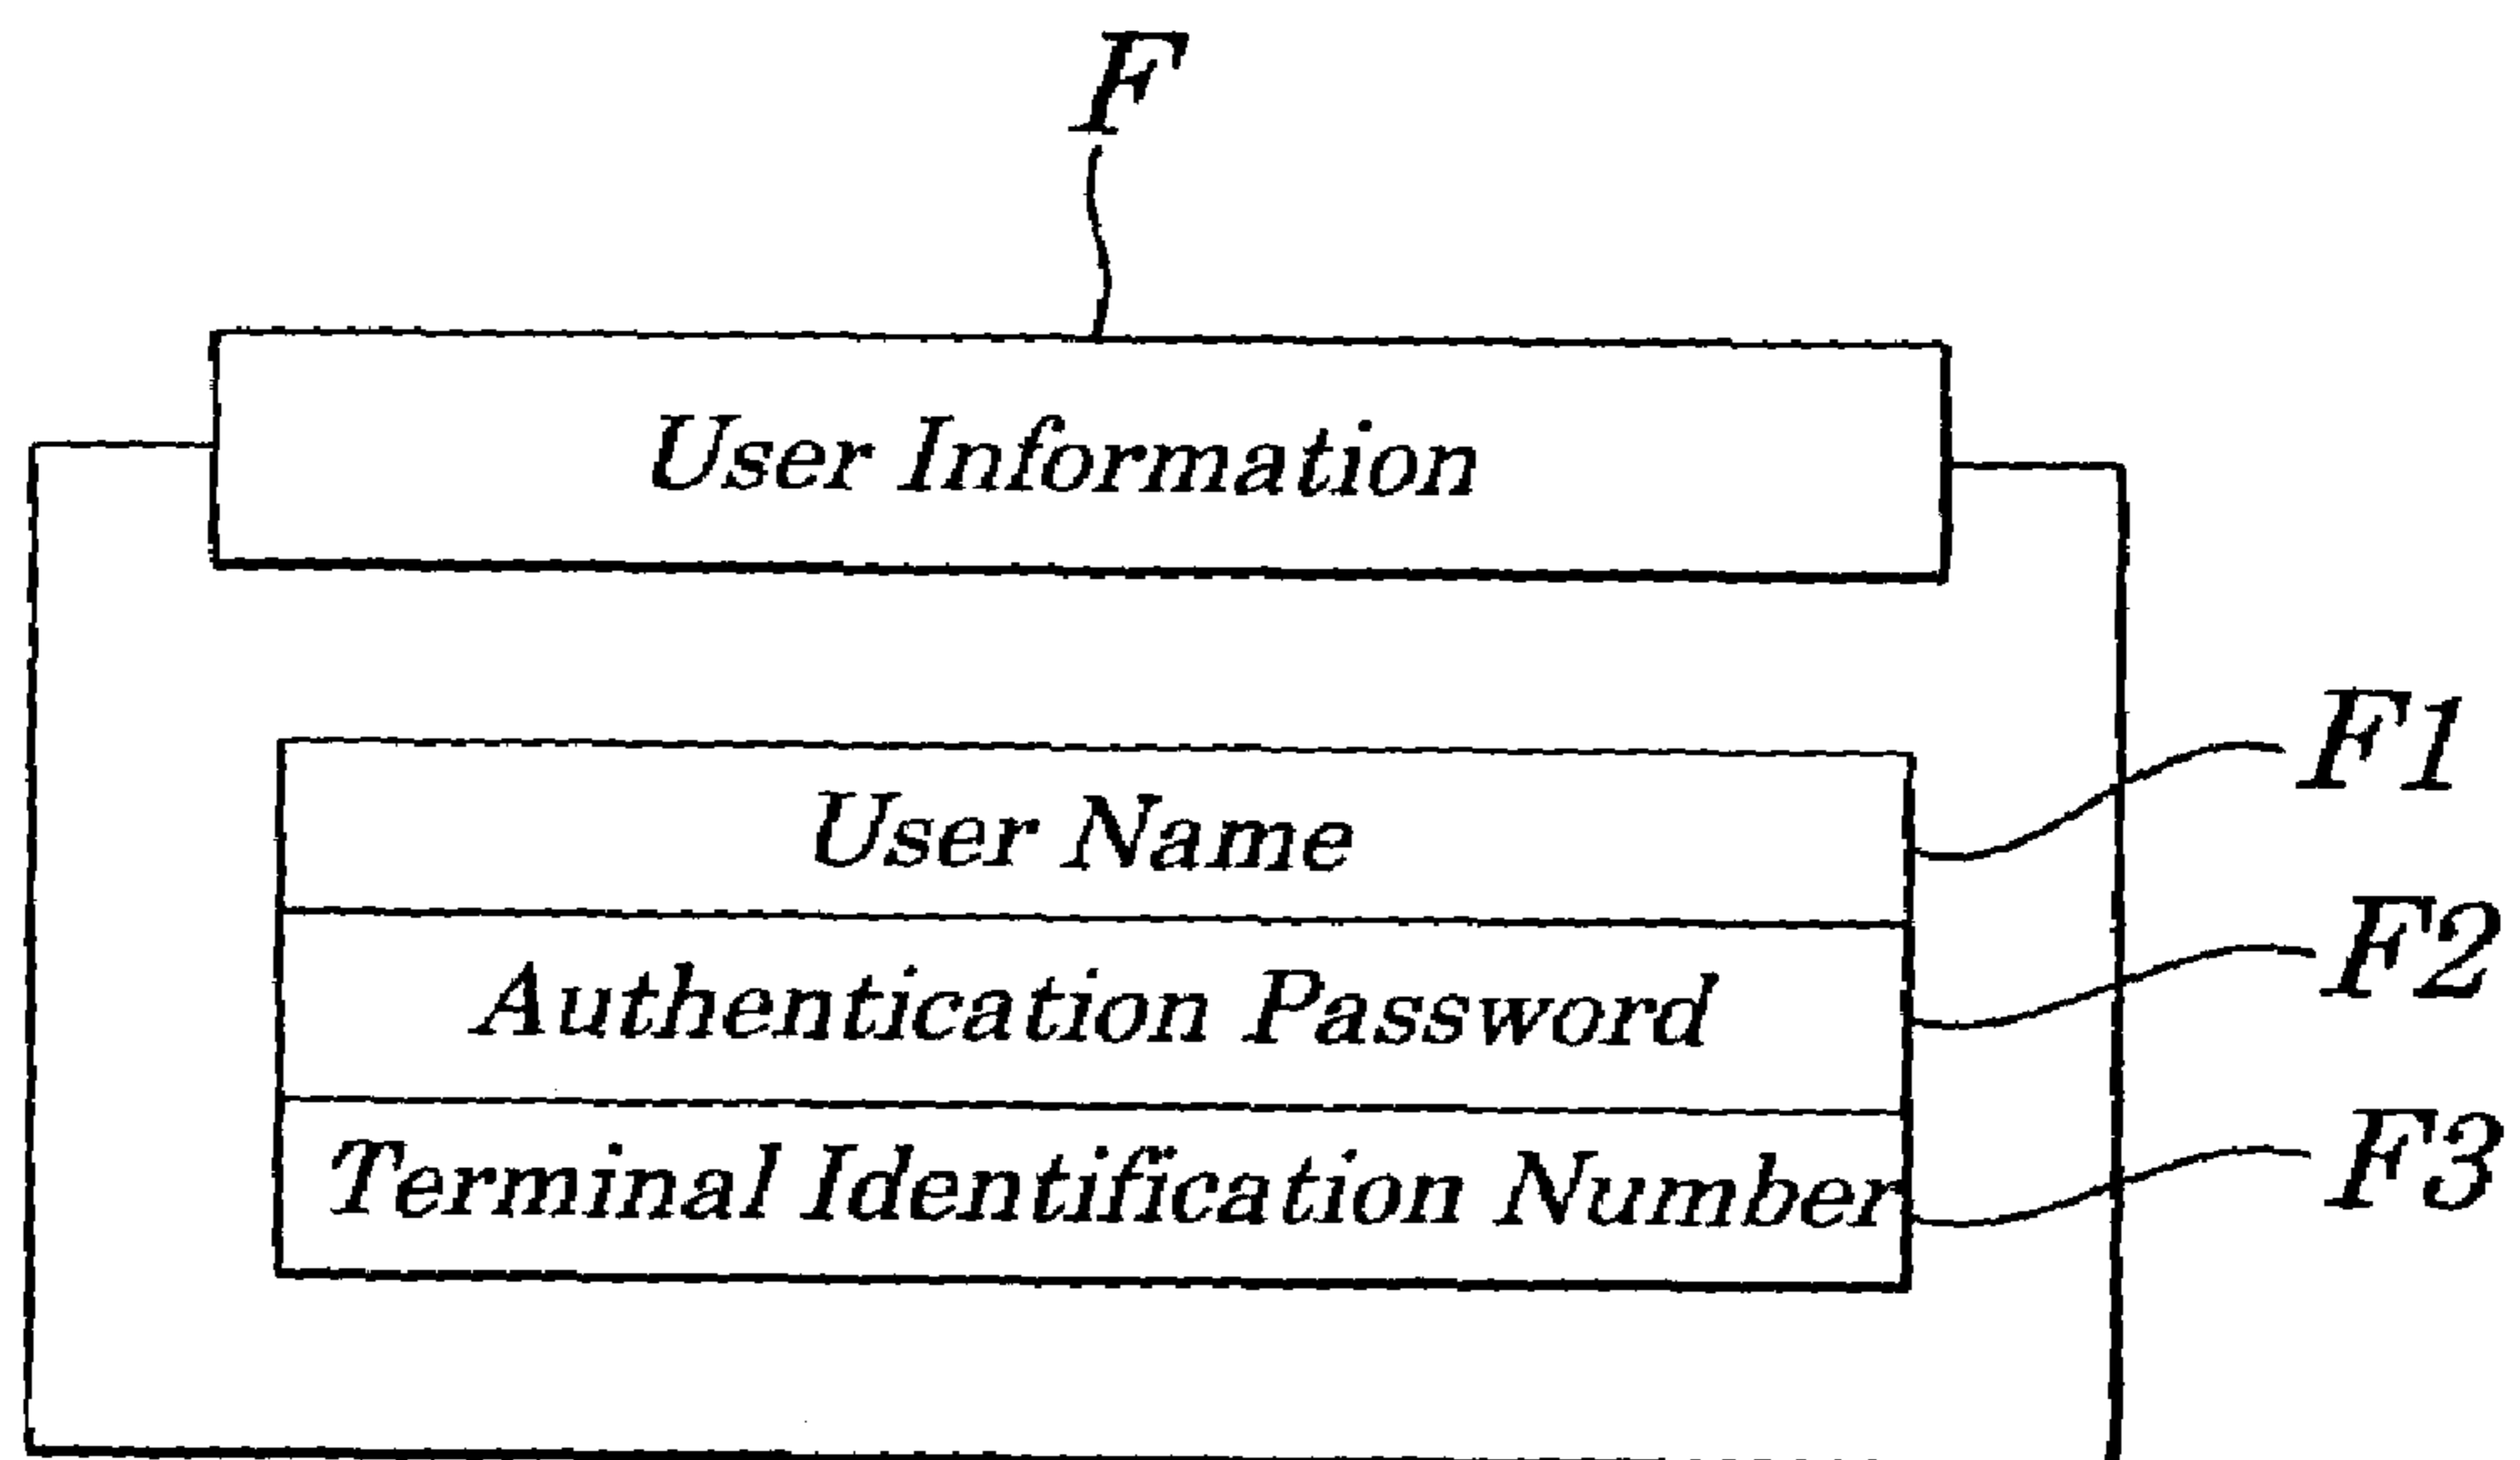 F
User Information
User Name
F1
Authentication Password
F2
Terminal Identification Number
F3